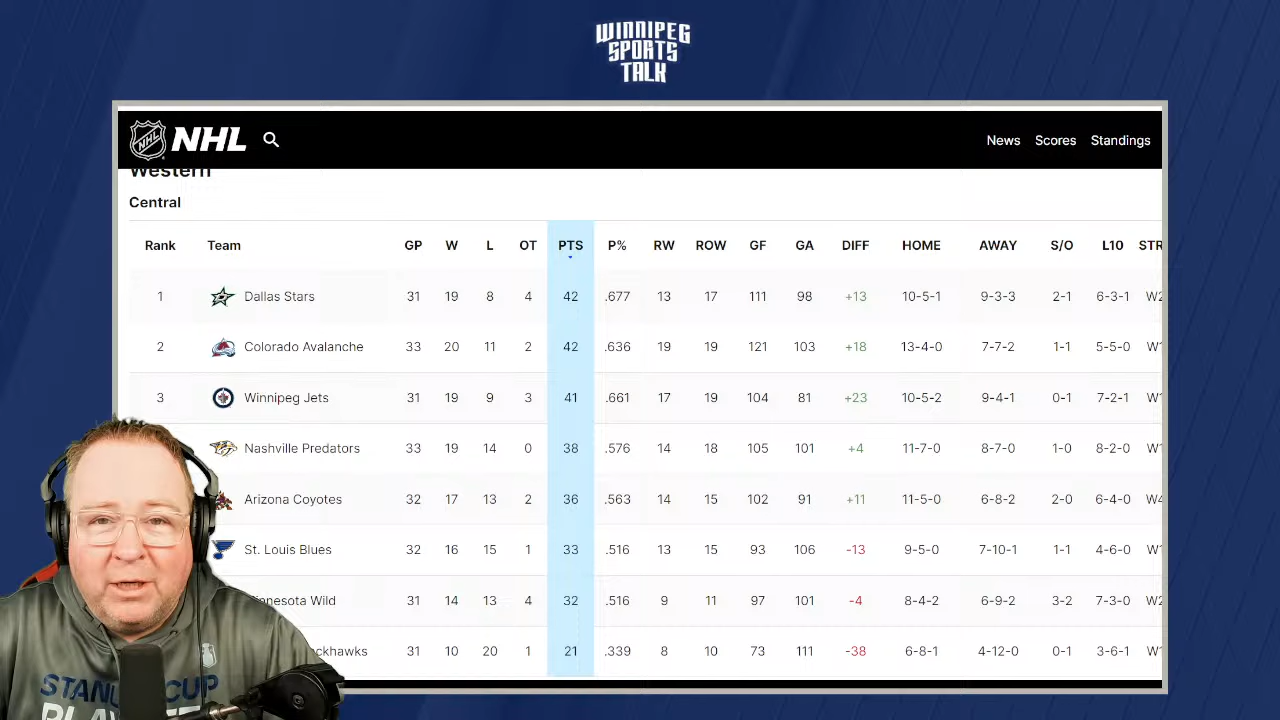 WINNIPEG
SPORTS
TALK
NHL
NHL News Scores Standings
Western
Central
Rank Team GP W L OT PTS P% RW ROW GF GA DIFF HOME AWAY S/O L10 STR
1 Dallas Stars 31 19 8 4 42 .677 13 17 111 98 +13 10-5-1 9-3-3 2-1 6-3-1
2 Colorado Avalanche 33 20 11 2 42 .636 19 19 121 103 +18 13-4-0 7-7-2 1-1 5-5-0
3 Winnipeg Jets 31 19 9 3 41 .661 17 19 104 81 +23 10-5-2 9-4-1 0-1 7-2-1
Nashville Predators 33 19 14 0 38 .576 14 18 105 101 +4 11-7-0 8-7-0 1-0 8-2-0
Arizona Coyotes 32 17 13 2 36 .563 14 15 102 91 +11 11-5-0 6-8-2 2-0 6-4-0
St. Louis Blues 32 16 15 1 33 .516 13 15 93 106 -13 9-5-0 7-10-1 1-1 4-6-0
Wild 31 14 13 4 32 .516 9 11 97 101 -4 8-4-2 6-9-2 3-2 7-3-0
31 10 20 1 21 .339 8 10 73 111 -38 6-8-1 4-12-0 0-1 3-6-1